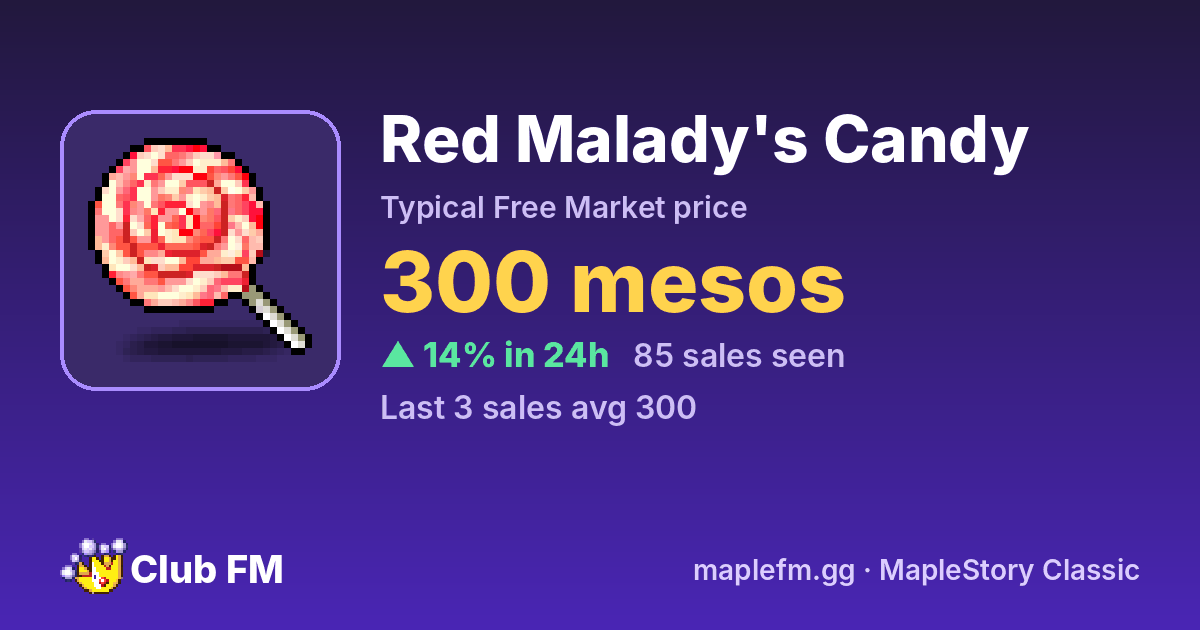 Red Malady's Candy
Typical Free Market price
300 mesos
▲ 14% in 24h 85 sales seen
Last 3 sales avg 300
Club FM
maplefm.gg · MapleStory Classic